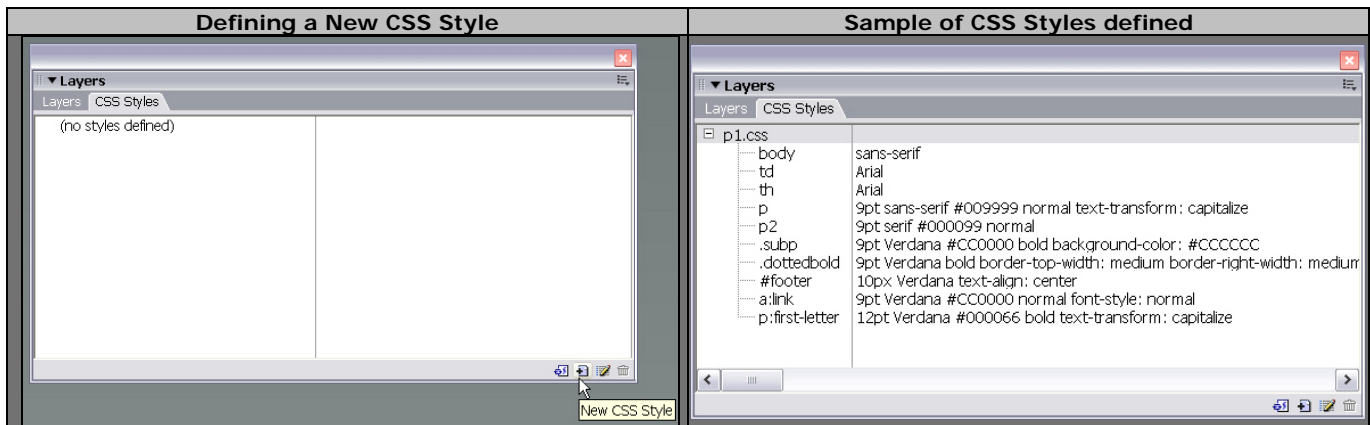 Defining a New CSS Style
Sample of CSS Styles defined
Layers
Layers CSS Styles
(no styles defined)
New CSS Style
Layers
Layers CSS Styles
p1.css
body sans-serif
td Arial
th Arial
p 9pt sans-serif #009999 normal text-transform: capitalize
p2 9pt serif #000099 normal
.subp 9pt Verdana #CC0000 bold background-color: #CCCCCC
.dottedbold 9pt Verdana bold border-top-width: medium border-right-width: medium
#footer 10px Verdana text-align: center
a:link 9pt Verdana #CC0000 normal font-style: normal
p:first-letter 12pt Verdana #000066 bold text-transform: capitalize